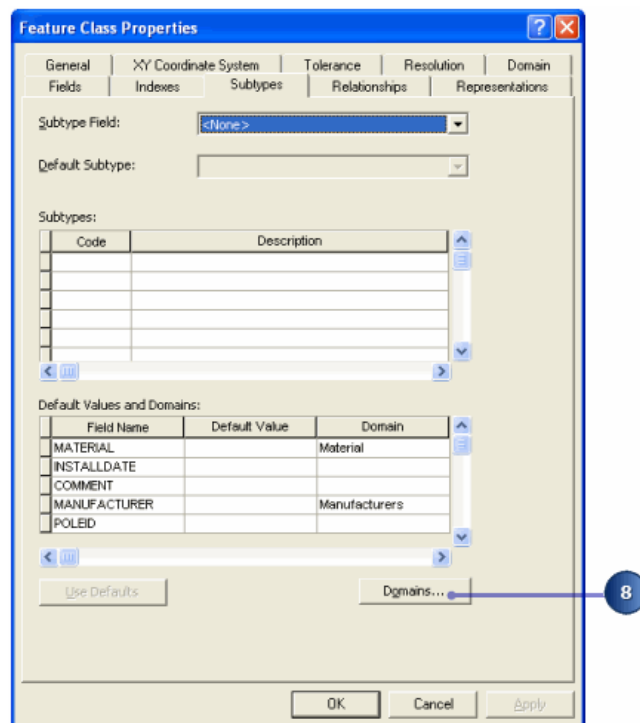 Feature Class Properties
General XY Coordinate System Tolerance Resolution Domain
Fields Indexes Subtypes Relationships Representations
Subtype Field: <None>
Default Subtype:
Subtypes:
Code Description
Default Values and Domains:
Field Name Default Value Domain
MATERIAL Material
INSTALLDATE
COMMENT
MANUFACTURER Manufacturers
POLEID
Use Defaults Domains... 8
OK Cancel Apply